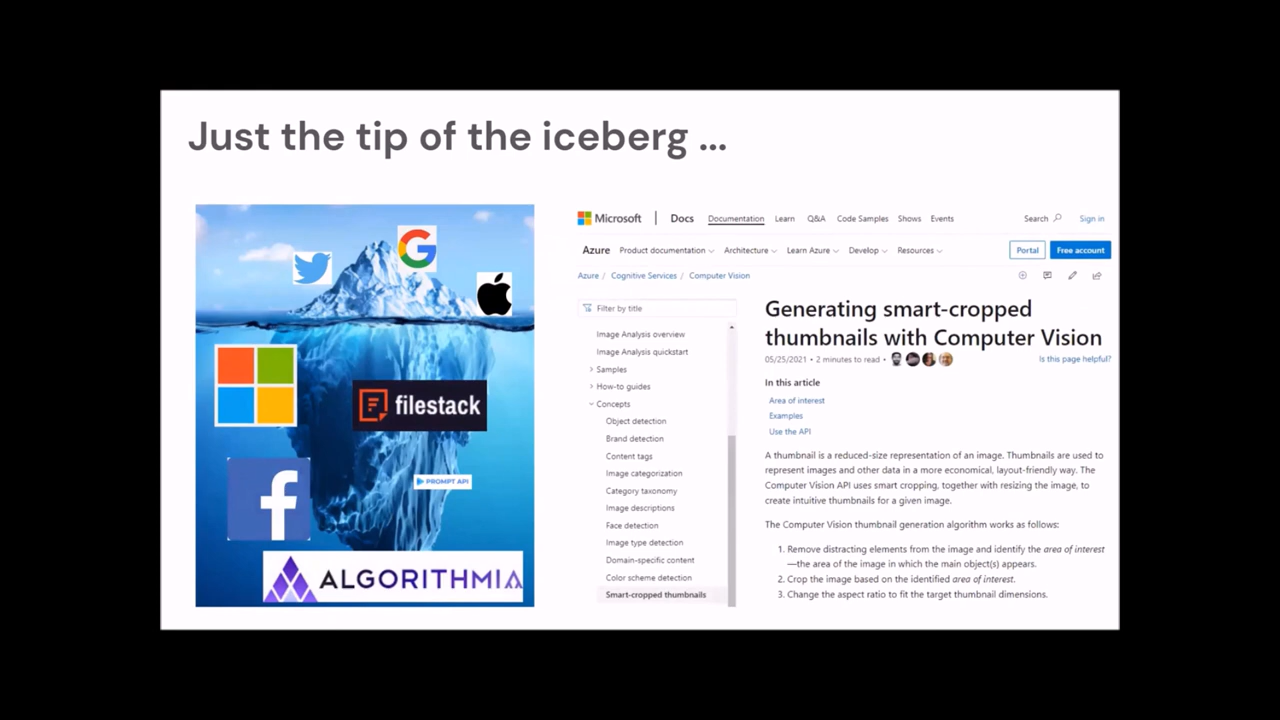 Just the tip of the iceberg ...
filestack
PROMPT API
ALGORITHMIA
Microsoft Docs Documentation Learn Q&A Code Samples Shows Events Search Sign in
Azure Product documentation Architecture Learn Azure Develop Resources Portal Free account
Azure / Cognitive Services / Computer Vision
Filter by title
Image Analysis overview
Image Analysis quickstart
Samples
How-to guides
Concepts
Object detection
Brand detection
Content tags
Image categorization
Category taxonomy
Image descriptions
Face detection
Image type detection
Domain-specific content
Color scheme detection
Smart-cropped thumbnails
Generating smart-cropped
thumbnails with Computer Vision
05/25/2021 • 2 minutes to read •
Is this page helpful?
In this article
Area of interest
Examples
Use the API
A thumbnail is a reduced-size representation of an image. Thumbnails are used to
represent images and other data in a more economical, layout-friendly way. The
Computer Vision API uses smart cropping, together with resizing the image, to
create intuitive thumbnails for a given image.
The Computer Vision thumbnail generation algorithm works as follows:
1. Remove distracting elements from the image and identify the area of interest
—the area of the image in which the main object(s) appears.
2. Crop the image based on the identified area of interest.
3. Change the aspect ratio to fit the target thumbnail dimensions.